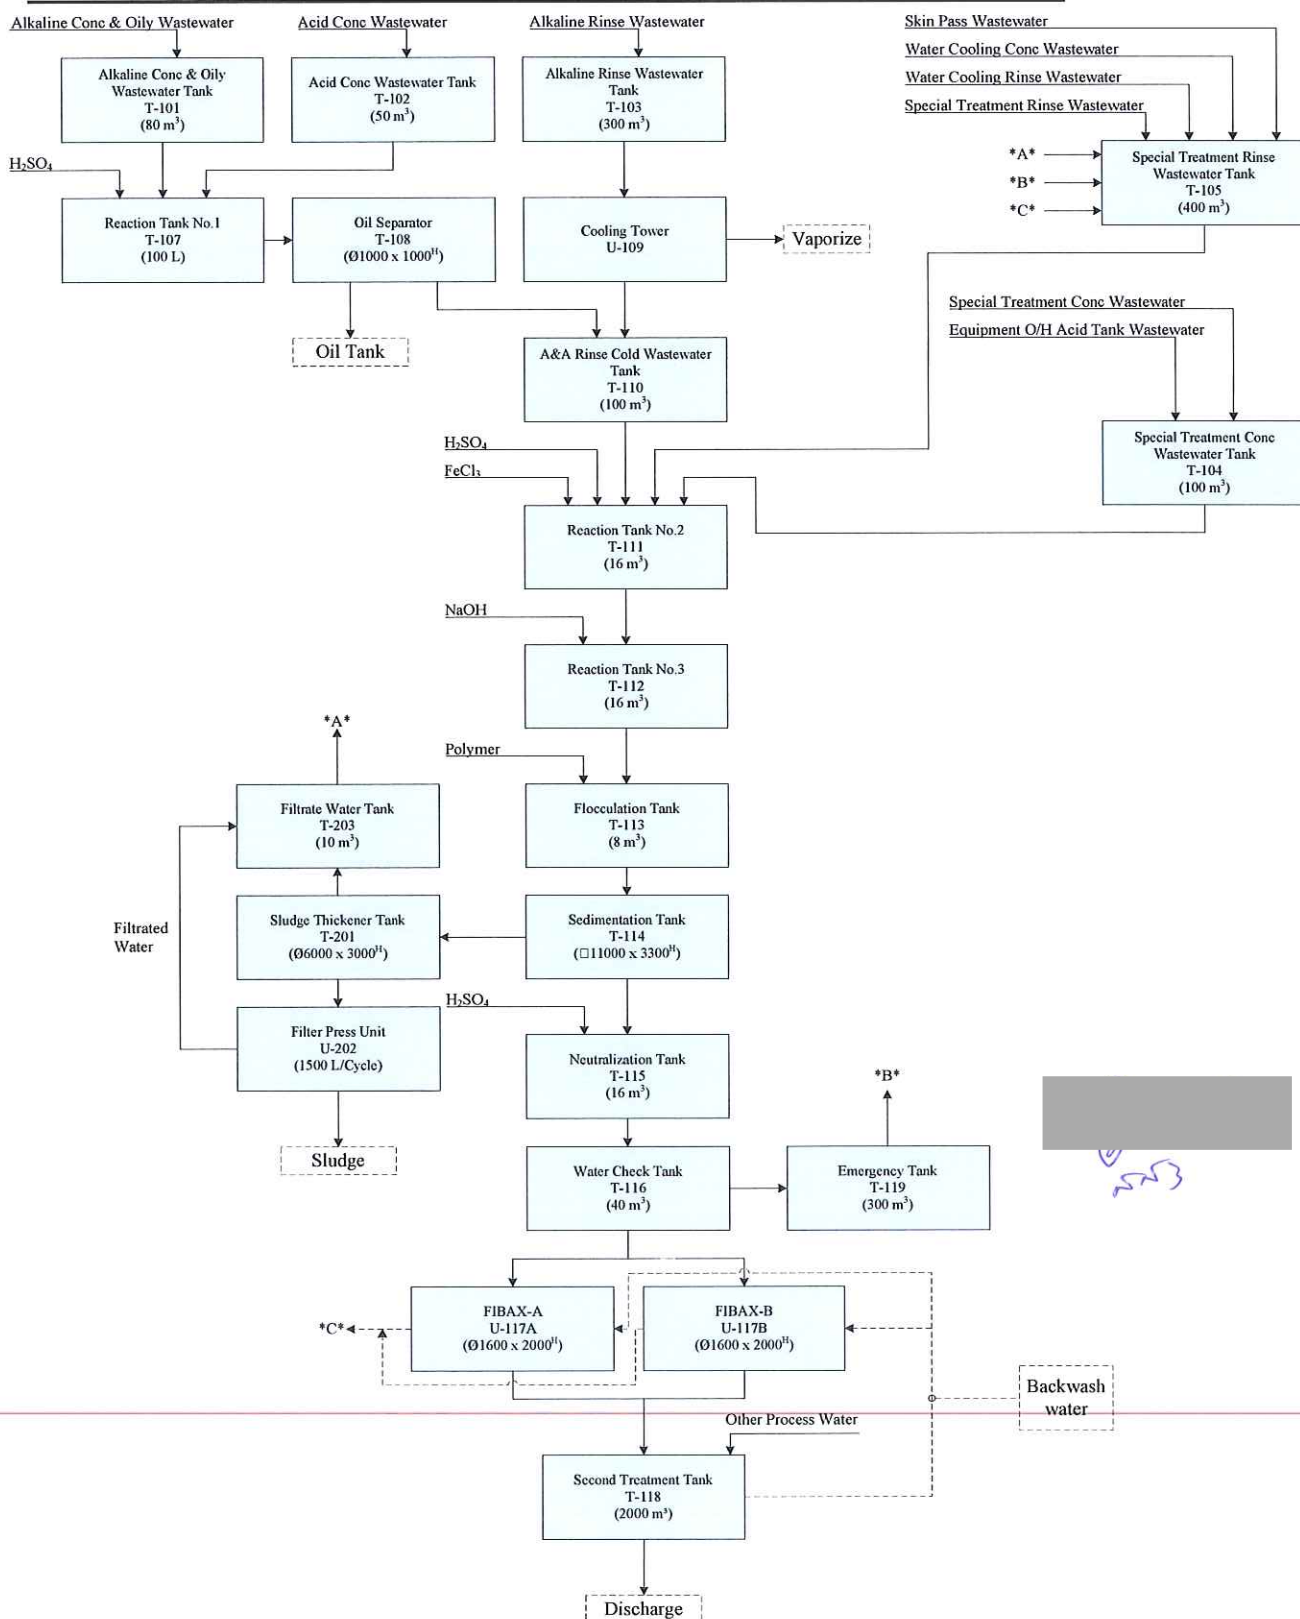 Alkaline Conc & Oily Wastewater
Acid Conc Wastewater
Alkaline Rinse Wastewater
Skin Pass Wastewater
Water Cooling Conc Wastewater
Water Cooling Rinse Wastewater
Special Treatment Rinse Wastewater
Alkaline Conc & Oily
Wastewater Tank
T-101
(80 m³)
Acid Conc Wastewater Tank
T-102
(50 m³)
Alkaline Rinse Wastewater
Tank
T-103
(300 m³)
*A*
*B*
*C*
Special Treatment Rinse
Wastewater Tank
T-105
(400 m³)
H₂SO₄
Reaction Tank No.1
T-107
(100 L)
Oil Separator
T-108
(Ø1000 x 1000ᴴ)
Cooling Tower
U-109
Vaporize
Oil Tank
Special Treatment Conc Wastewater
Equipment O/H Acid Tank Wastewater
A&A Rinse Cold Wastewater
Tank
T-110
(100 m³)
Special Treatment Conc
Wastewater Tank
T-104
(100 m³)
H₂SO₄
FeCl₃
Reaction Tank No.2
T-111
(16 m³)
NaOH
Reaction Tank No.3
T-112
(16 m³)
*A*
Polymer
Filtrate Water Tank
T-203
(10 m³)
Flocculation Tank
T-113
(8 m³)
Filtrated
Water
Sludge Thickener Tank
T-201
(Ø6000 x 3000ᴴ)
Sedimentation Tank
T-114
(□11000 x 3300ᴴ)
H₂SO₄
Filter Press Unit
U-202
(1500 L/Cycle)
Neutralization Tank
T-115
(16 m³)
*B*
Sludge
Water Check Tank
T-116
(40 m³)
Emergency Tank
T-119
(300 m³)
*C*
FIBAX-A
U-117A
(Ø1600 x 2000ᴴ)
FIBAX-B
U-117B
(Ø1600 x 2000ᴴ)
Backwash
water
Other Process Water
Second Treatment Tank
T-118
(2000 m³)
Discharge